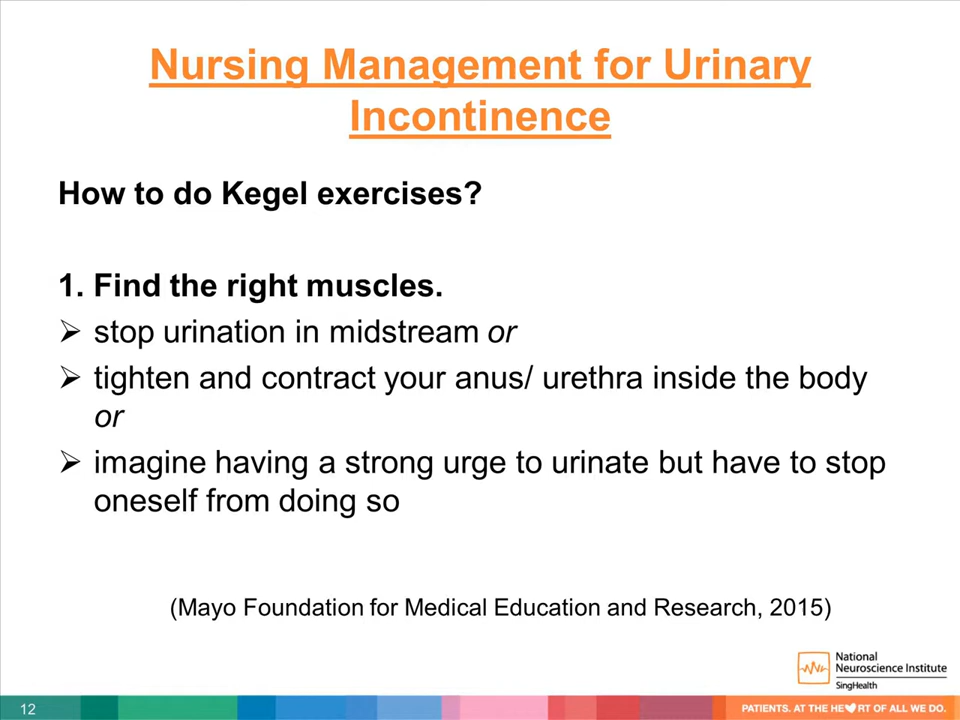 Nursing Management for Urinary
Incontinence
How to do Kegel exercises?
1. Find the right muscles.
➢ stop urination in midstream or
➢ tighten and contract your anus/ urethra inside the body
or
➢ imagine having a strong urge to urinate but have to stop
oneself from doing so
(Mayo Foundation for Medical Education and Research, 2015)
National
Neuroscience Institute
SingHealth
12
PATIENTS. AT THE HE♥RT OF ALL WE DO.